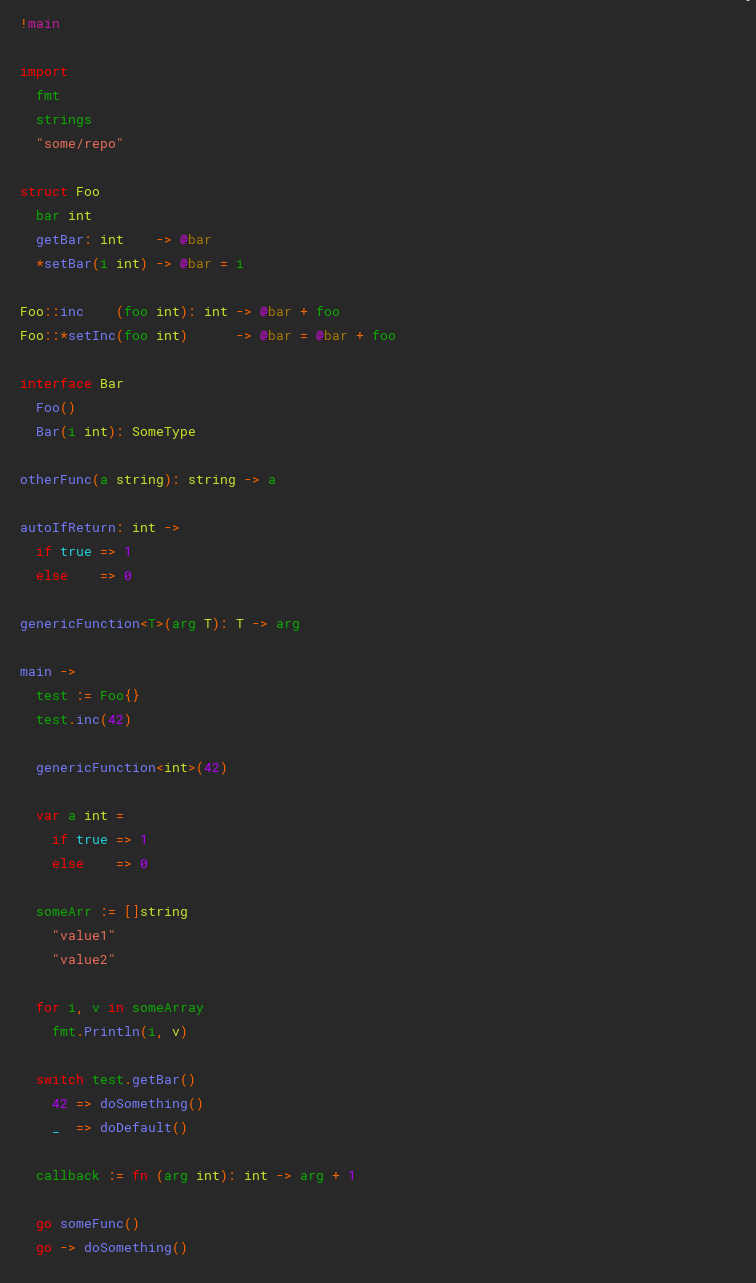 !main

import
  fmt
  strings
  "some/repo"

struct Foo
  bar int
  getBar: int    -> @bar
  *setBar(i int) -> @bar = i

Foo::inc    (foo int): int -> @bar + foo
Foo::*setInc(foo int)      -> @bar = @bar + foo

interface Bar
  Foo()
  Bar(i int): SomeType

otherFunc(a string): string -> a

autoIfReturn: int ->
  if true => 1
  else    => 0

genericFunction<T>(arg T): T -> arg

main ->
  test := Foo{}
  test.inc(42)

  genericFunction<int>(42)

  var a int =
    if true => 1
    else    => 0

  someArr := []string
    "value1"
    "value2"

  for i, v in someArray
    fmt.Println(i, v)

  switch test.getBar()
    42 => doSomething()
    _  => doDefault()

  callback := fn (arg int): int -> arg + 1

  go someFunc()
  go -> doSomething()